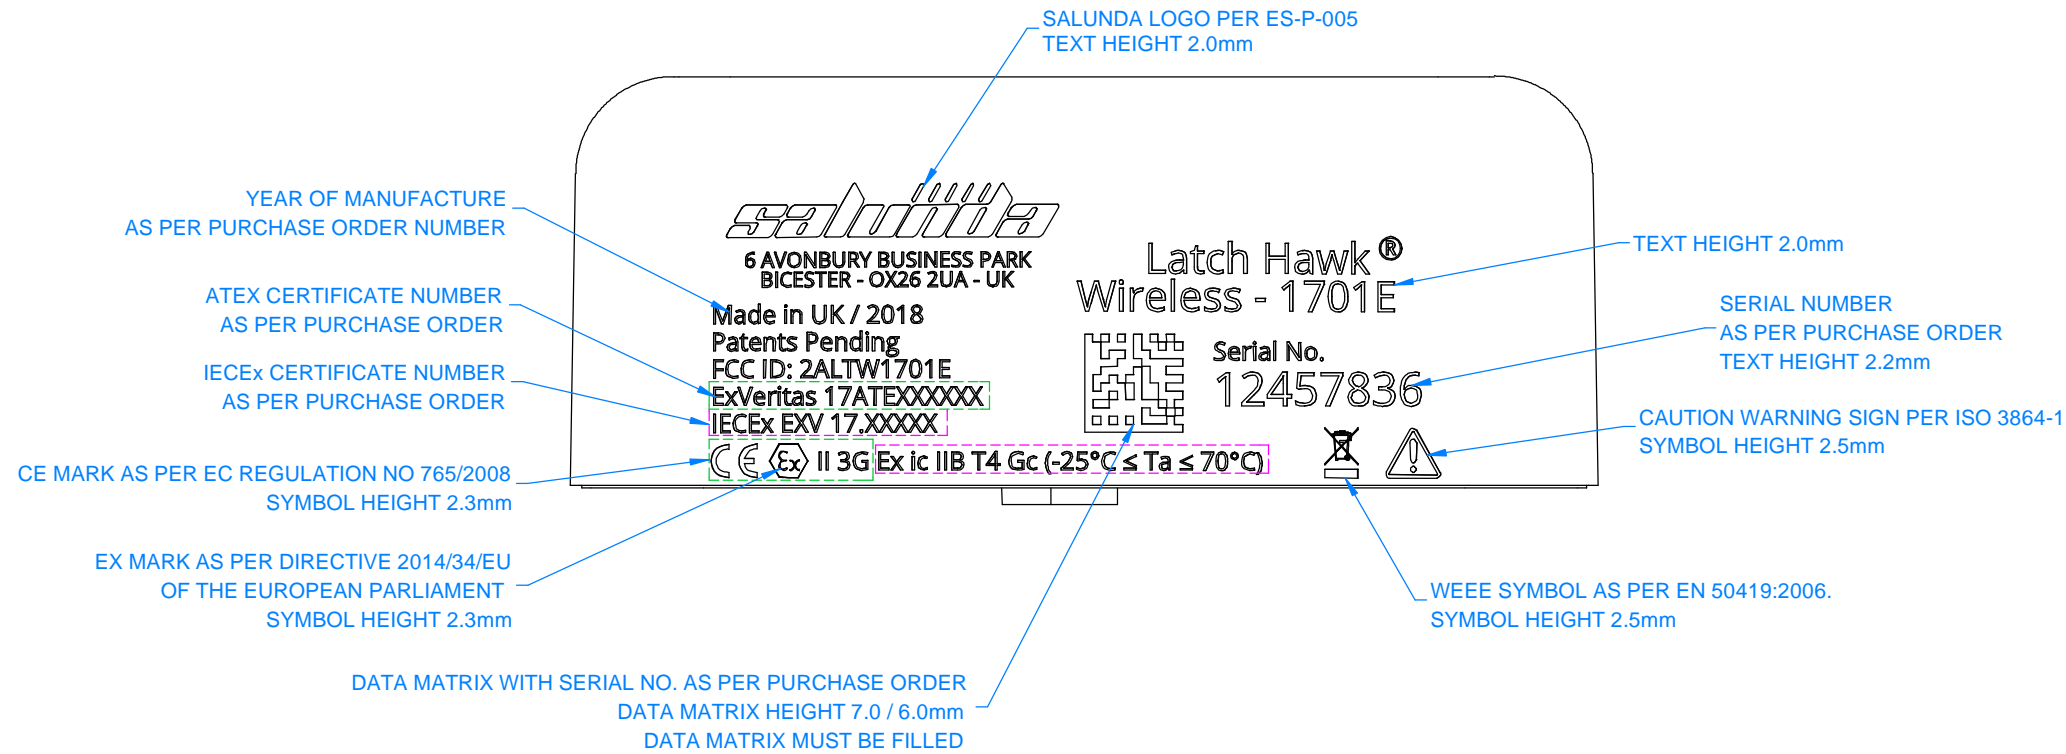 SALUNDA LOGO PER ES-P-005
TEXT HEIGHT 2.0mm
YEAR OF MANUFACTURE
AS PER PURCHASE ORDER NUMBER
ATEX CERTIFICATE NUMBER
AS PER PURCHASE ORDER
IECEx CERTIFICATE NUMBER
AS PER PURCHASE ORDER
CE MARK AS PER EC REGULATION NO 765/2008
SYMBOL HEIGHT 2.3mm
EX MARK AS PER DIRECTIVE 2014/34/EU
OF THE EUROPEAN PARLIAMENT
SYMBOL HEIGHT 2.3mm
salunda
6 AVONBURY BUSINESS PARK
BICESTER - OX26 2UA - UK
Made in UK / 2018
Patents Pending
FCC ID: 2ALTW1701E
ExVeritas 17ATEXXXXXX
IECEx EXV 17.XXXXX
CE Ex II 3G Ex ic IIB T4 Gc (-25°C ≤ Ta ≤ 70°C)
Latch Hawk ®
Wireless - 1701E
Serial No.
12457836
TEXT HEIGHT 2.0mm
SERIAL NUMBER
AS PER PURCHASE ORDER
TEXT HEIGHT 2.2mm
CAUTION WARNING SIGN PER ISO 3864-1
SYMBOL HEIGHT 2.5mm
WEEE SYMBOL AS PER EN 50419:2006.
SYMBOL HEIGHT 2.5mm
DATA MATRIX WITH SERIAL NO. AS PER PURCHASE ORDER
DATA MATRIX HEIGHT 7.0 / 6.0mm
DATA MATRIX MUST BE FILLED